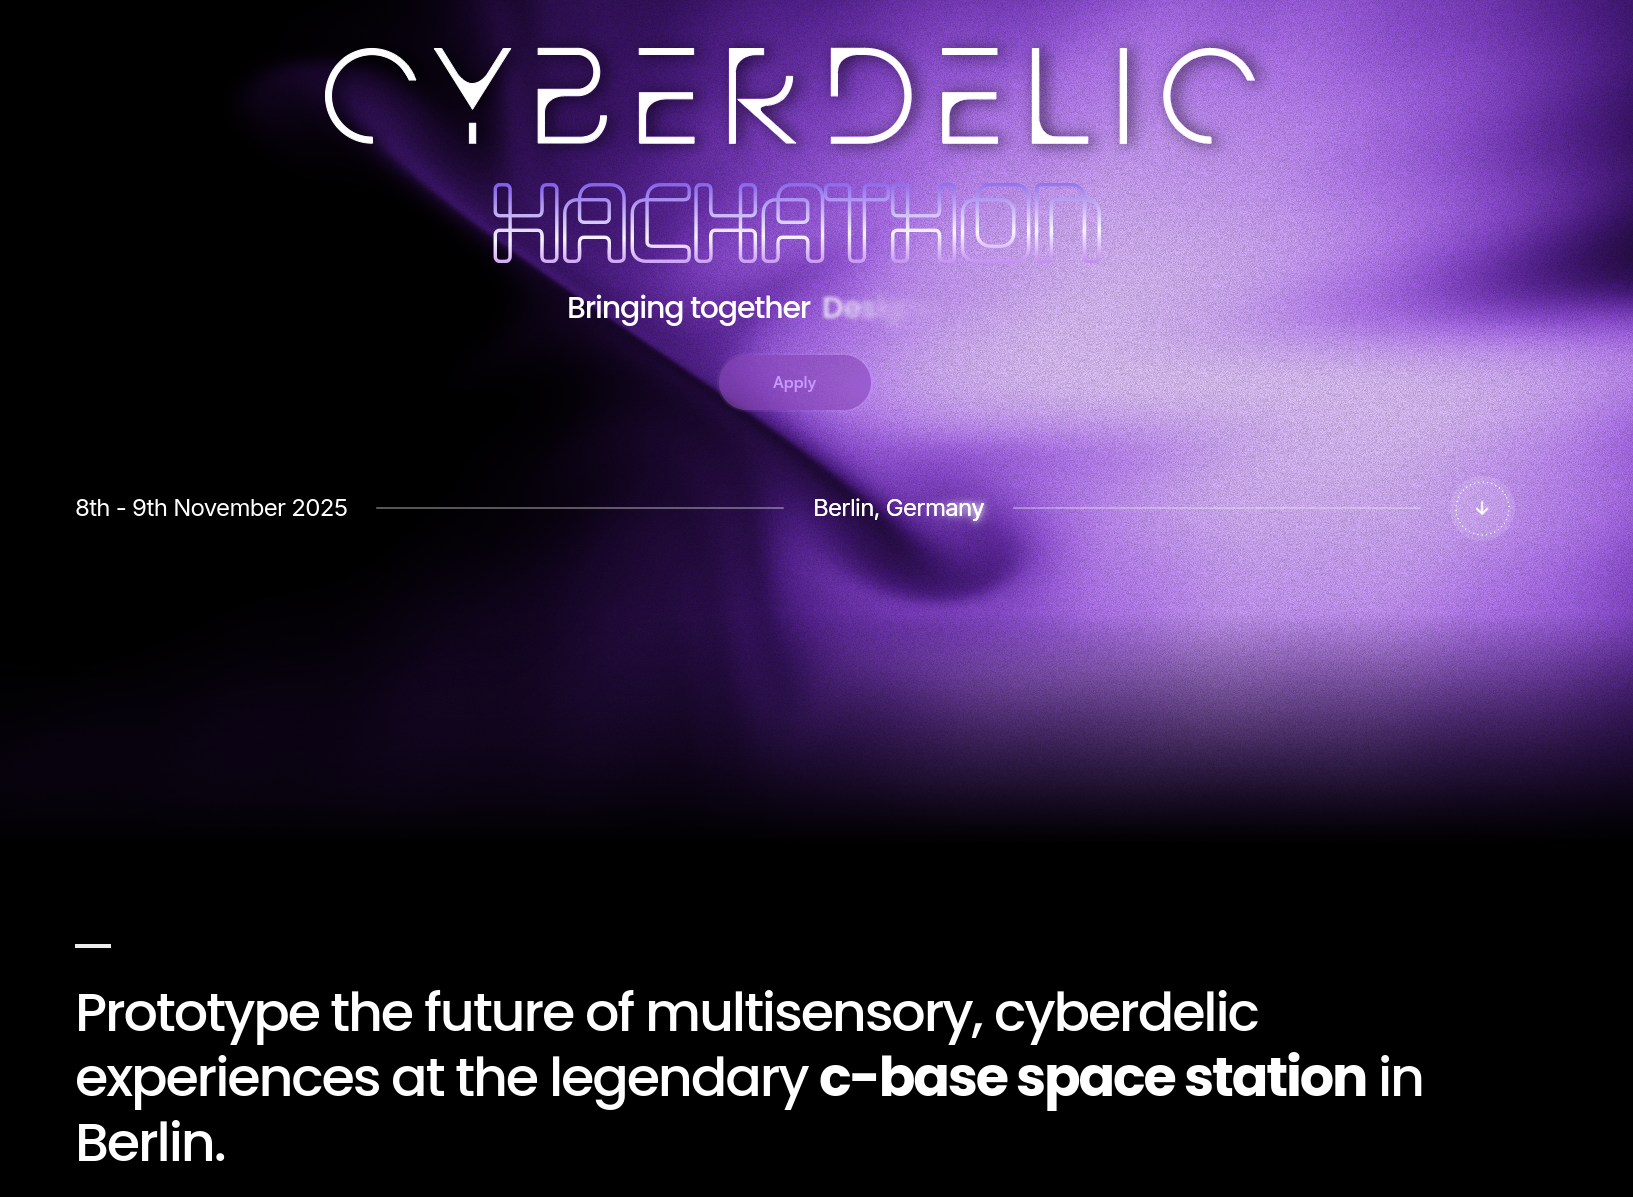 CYBERDELIC
HACKATHON
Bringing together
Apply
8th - 9th November 2025
Berlin, Germany
Prototype the future of multisensory, cyberdelic
experiences at the legendary c-base space station in
Berlin.